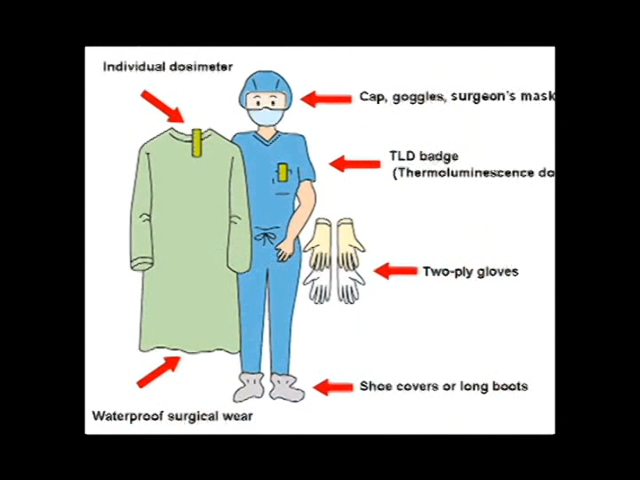 Individual dosimeter
Cap, goggles, surgeon's mask
TLD badge
(Thermoluminescence do
Two-ply gloves
Shoe covers or long boots
Waterproof surgical wear